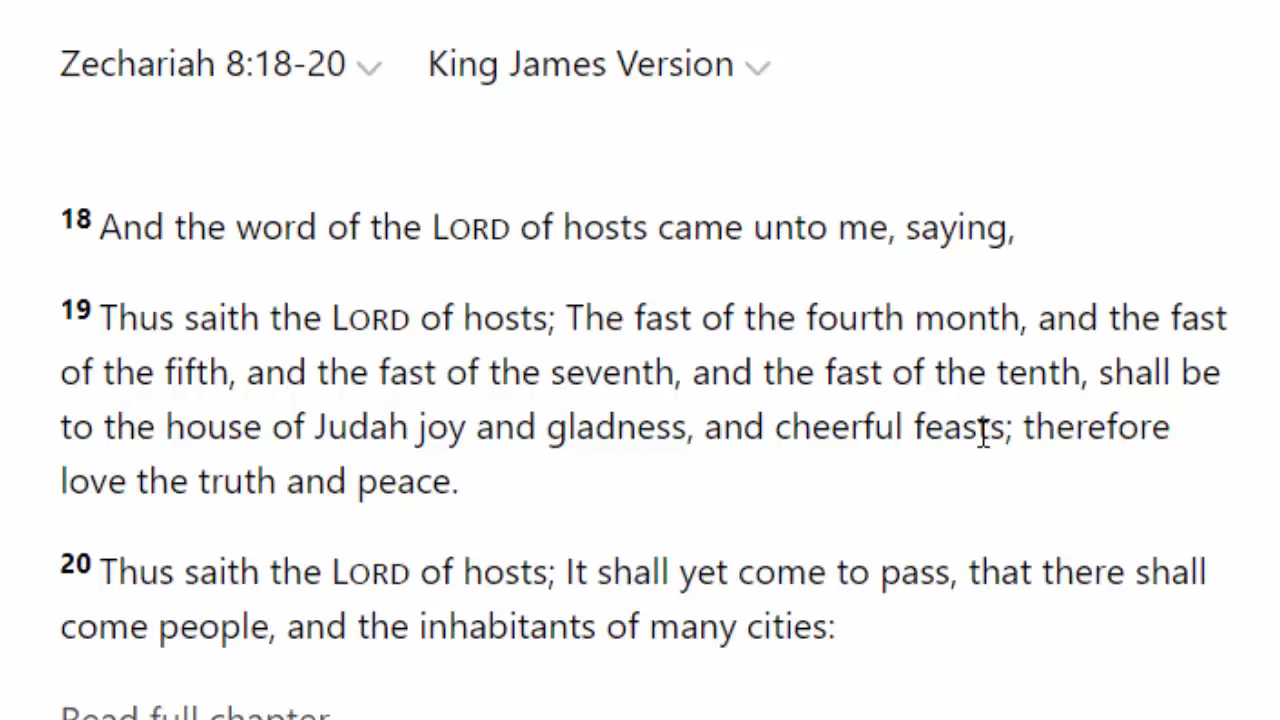 Zechariah 8:18-20 King James Version
18 And the word of the LORD of hosts came unto me, saying,
19 Thus saith the LORD of hosts; The fast of the fourth month, and the fast
of the fifth, and the fast of the seventh, and the fast of the tenth, shall be
to the house of Judah joy and gladness, and cheerful feasts; therefore
love the truth and peace.
20 Thus saith the LORD of hosts; It shall yet come to pass, that there shall
come people, and the inhabitants of many cities:
Read full chapter